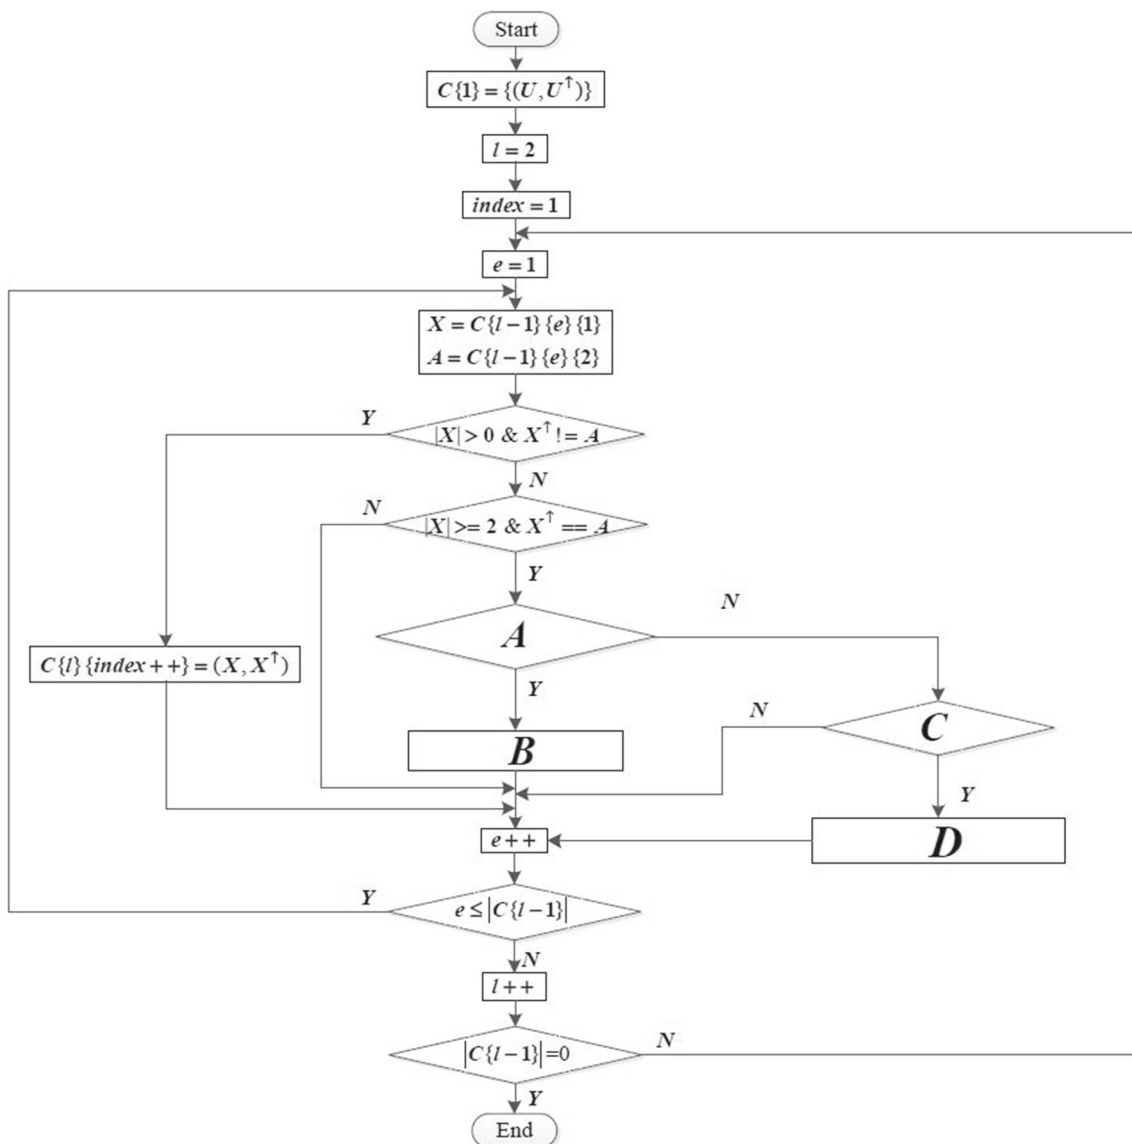 Start
C{1} = {(U, U↑)}
l = 2
index = 1
e = 1
X = C{l − 1}{e}{1}
A = C{l − 1}{e}{2}
Y
|X| > 0 & X↑ != A
N
N
|X| >= 2 & X↑ == A
Y
N
A
C{l}{index + +} = (X, X↑)
Y
N
C
B
Y
e + +
D
Y
e ≤ |C{l − 1}|
N
l + +
|C{l − 1}| = 0
N
Y
End